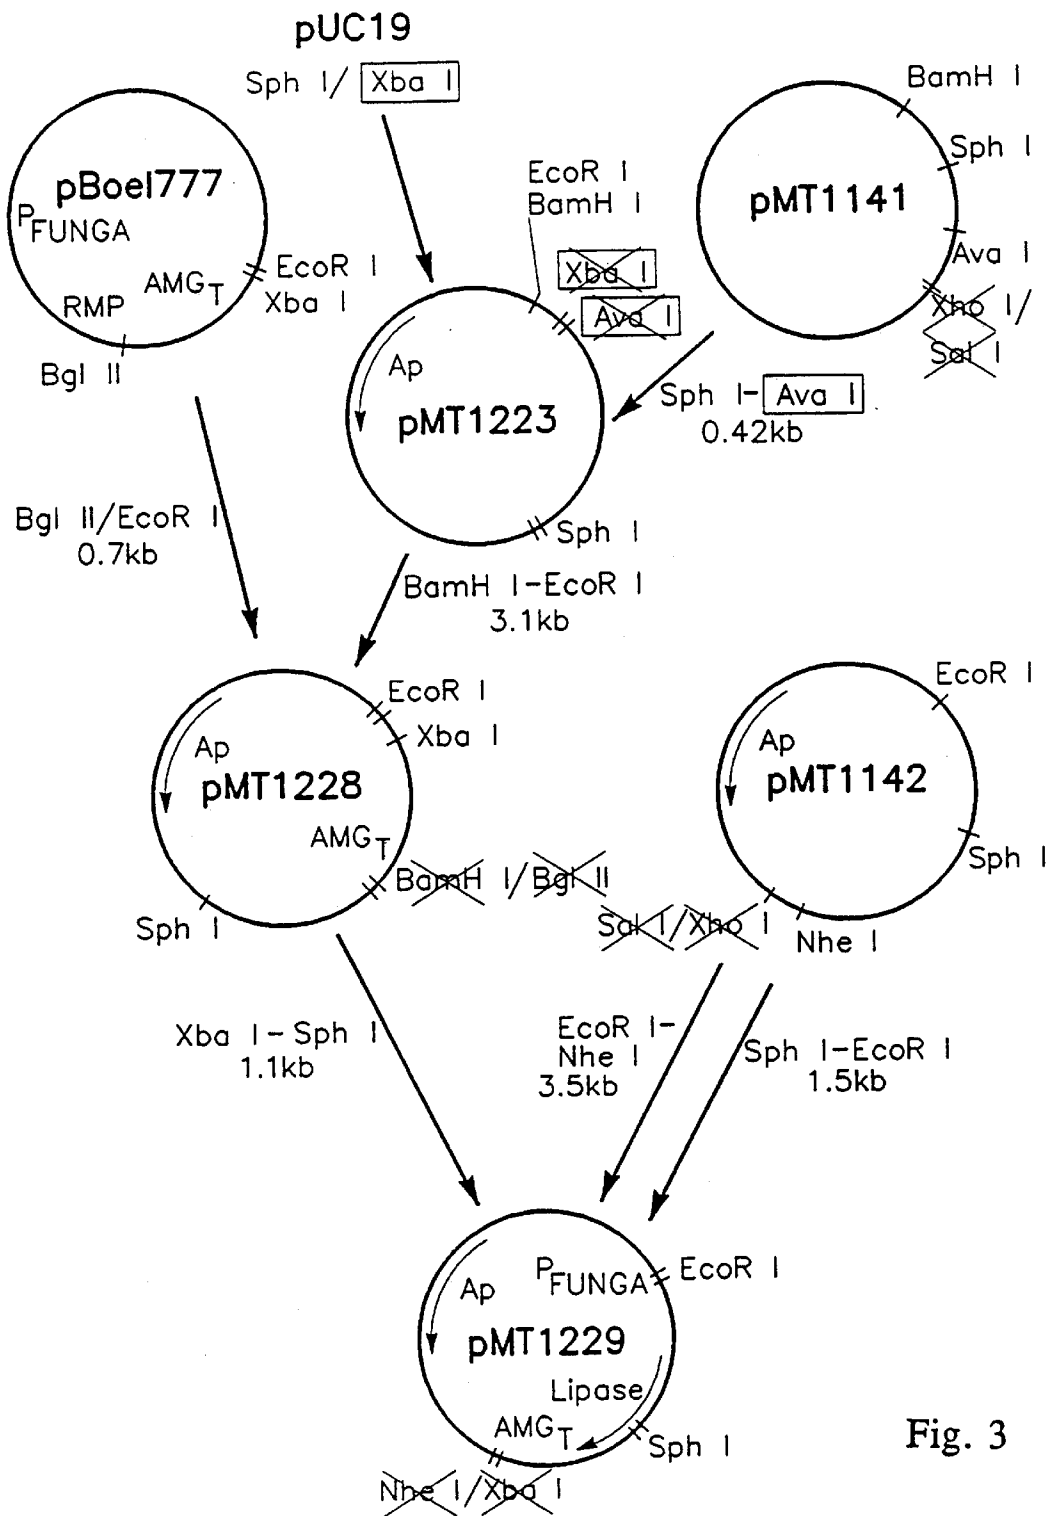 pUC19
Sph I/ Xba I
pBoel777
PFUNGA
AMGT
RMP
EcoR I
Xba I
Bgl II
EcoR I
BamH I
Xba I
Ava I
Ap
pMT1223
Sph I
BamH I
Sph I
pMT1141
Ava I
Xho I/
Sal I
Sph I-Ava I
0.42kb
Bgl II/EcoR I
0.7kb
BamH I-EcoR I
3.1kb
EcoR I
Xba I
Ap
pMT1228
AMGT
BamH I/Bgl II
Sph I
EcoR I
Ap
pMT1142
Sph I
Sal I/Xho I
Nhe I
Xba I-Sph I
1.1kb
EcoR I-
Nhe I
3.5kb
Sph I-EcoR I
1.5kb
PFUNGA
EcoR I
Ap
pMT1229
Lipase
AMGT
Sph I
Nhe I/Xba I
Fig. 3